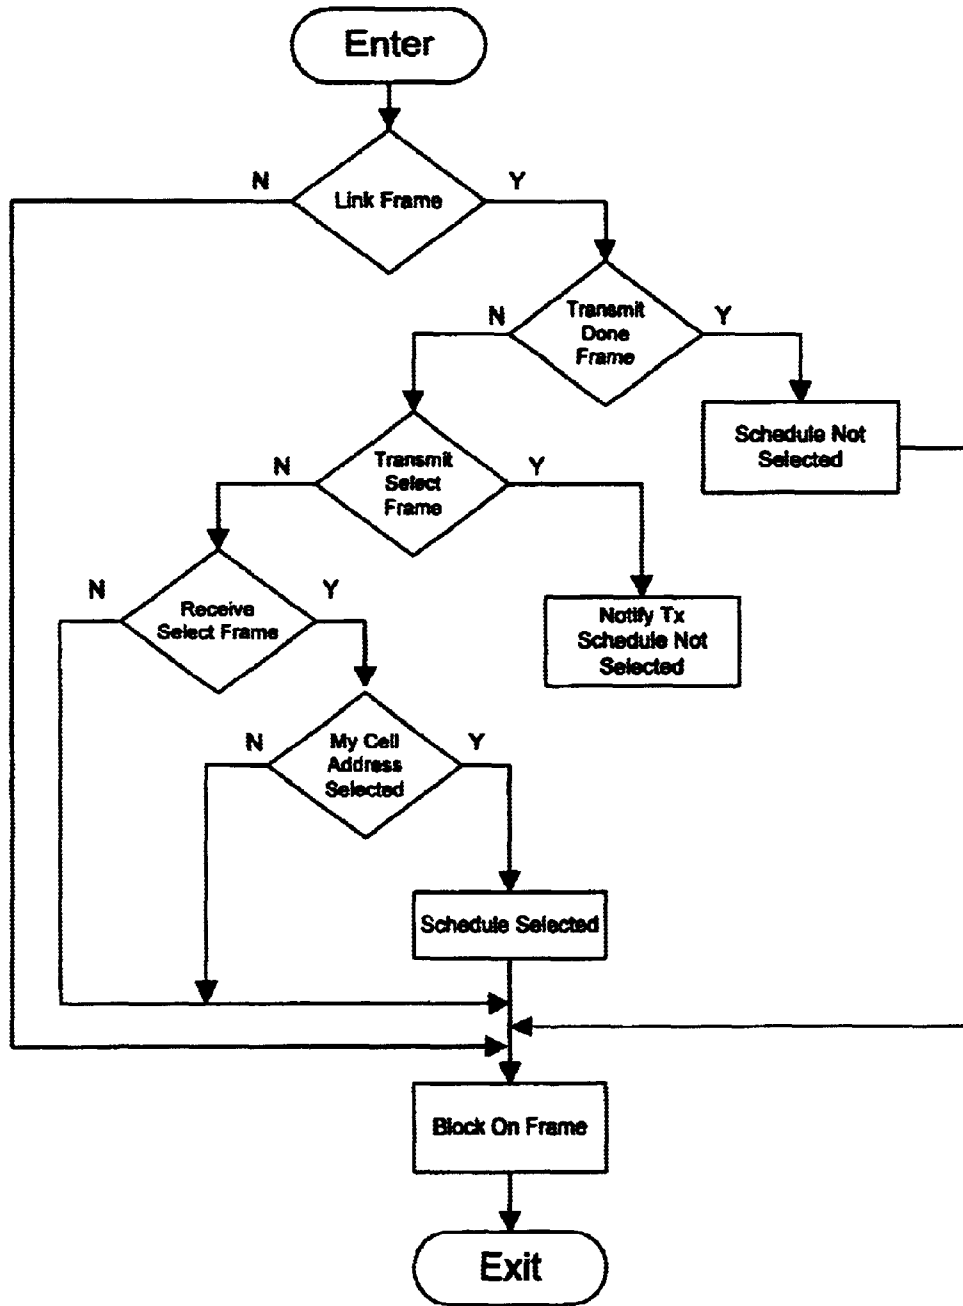 Enter
N
Y
Link Frame
N
Y
Transmit
Done
Frame
Schedule Not
Selected
N
Y
Transmit
Select
Frame
N
Y
Receive
Select Frame
Notify Tx
Schedule Not
Selected
N
Y
My Cell
Address
Selected
Schedule Selected
Block On Frame
Exit